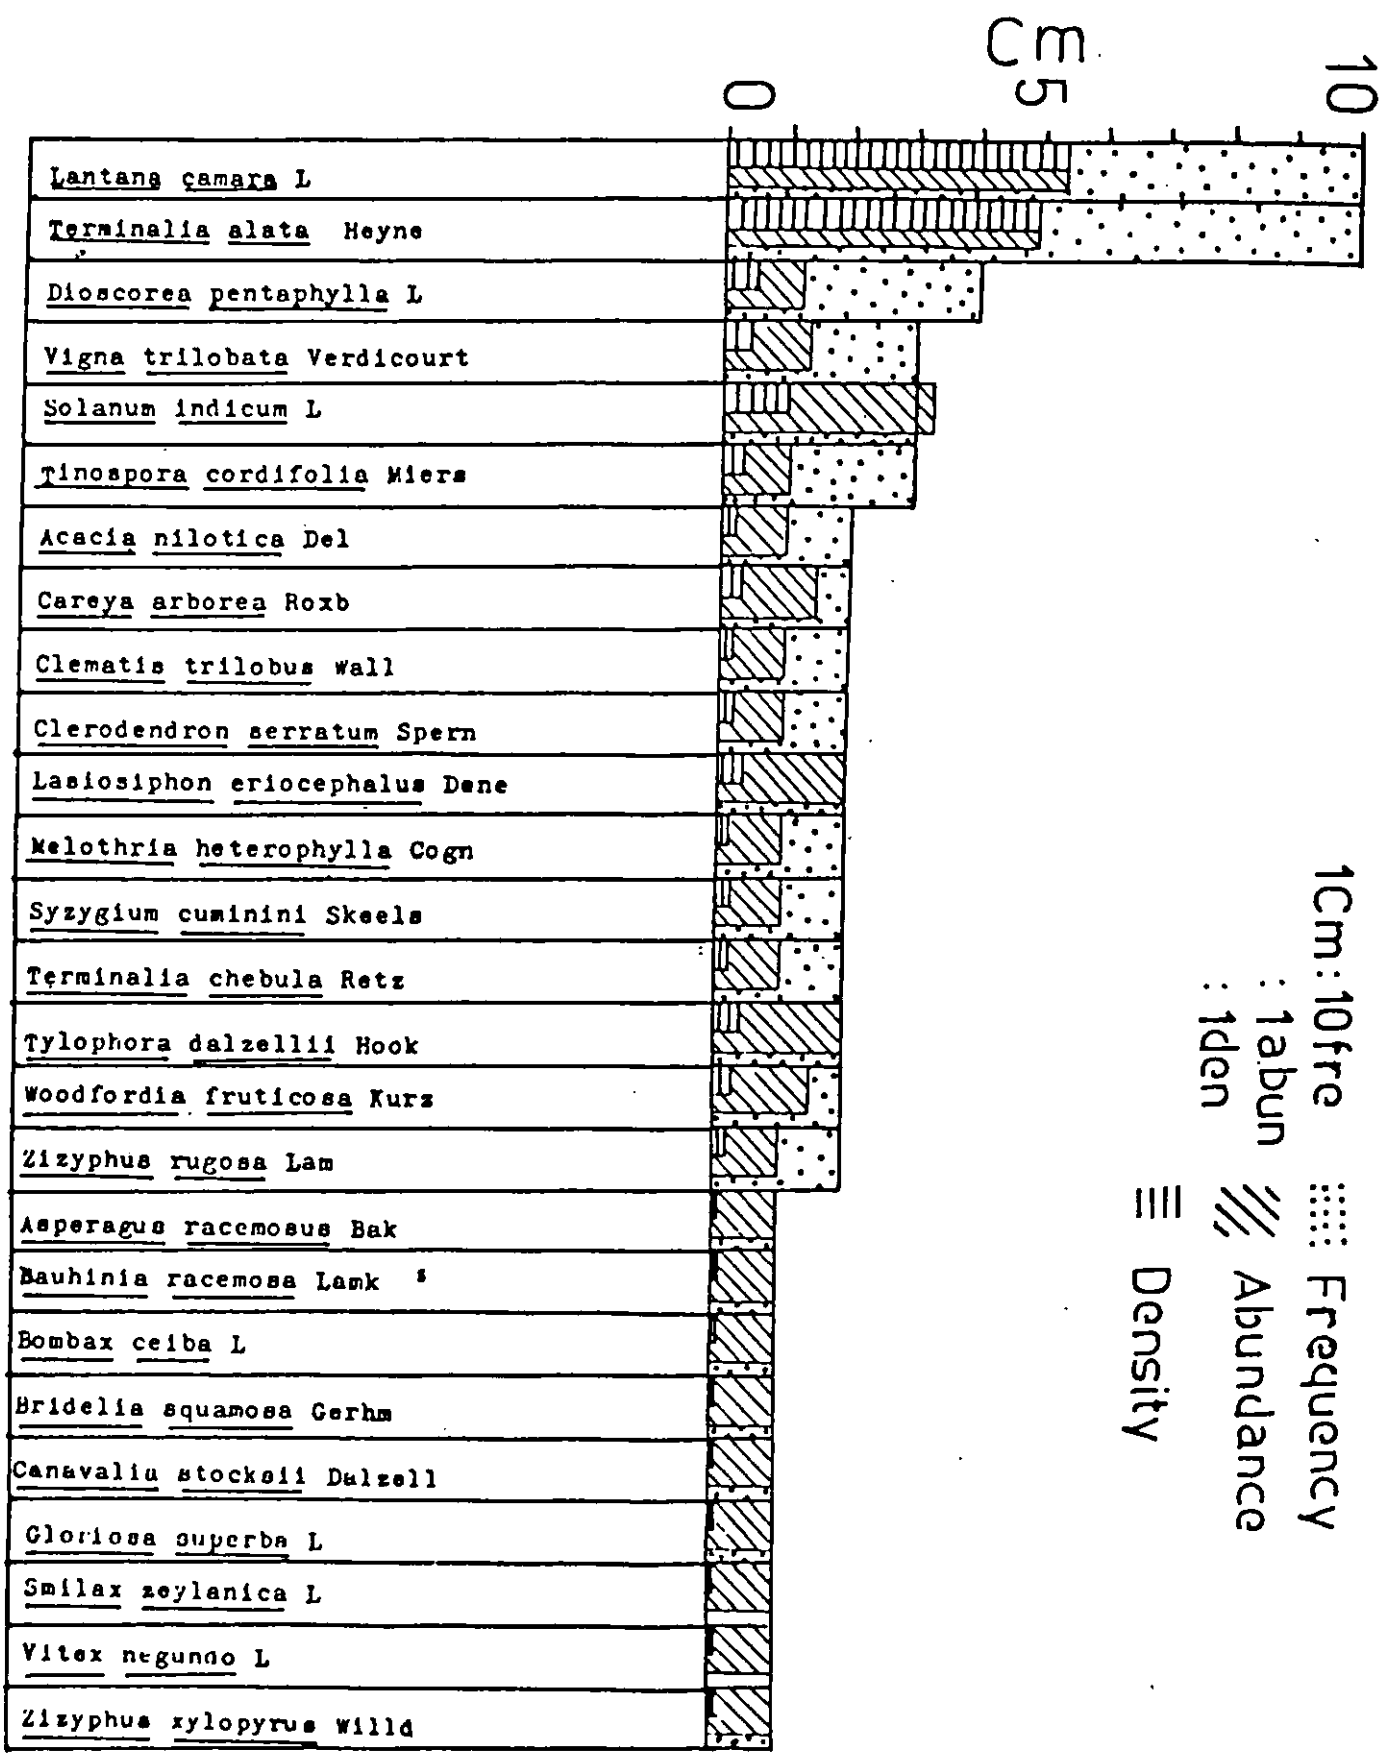 Cm
0 5 10
Lantana camara L
Terminalia alata Heyne
Dioscorea pentaphylla L
Vigna trilobata Verdicourt
Solanum indicum L
Tinospora cordifolia Miers
Acacia nilotica Del
Careya arborea Roxb
Clematis trilobus Wall
Clerodendron serratum Spern
Lasiosiphon eriocephalus Dene
Melothria heterophylla Cogn
Syzygium cuminini Skeels
Terminalia chebula Retz
Tylophora dalzellii Hook
Woodfordia fruticosa Kurz
Zizyphus rugosa Lam
Asperagus racemosus Bak
Bauhinia racemosa Lamk
Bombax ceiba L
Bridelia squamosa Gerhm
Canavaliu stocksii Dalzell
Gloriosa superba L
Smilax zeylanica L
Vitex negundo L
Zizyphus xylopyrus Willd
1Cm : 10fre
: 1abun
: 1den
Frequency
Abundance
Density